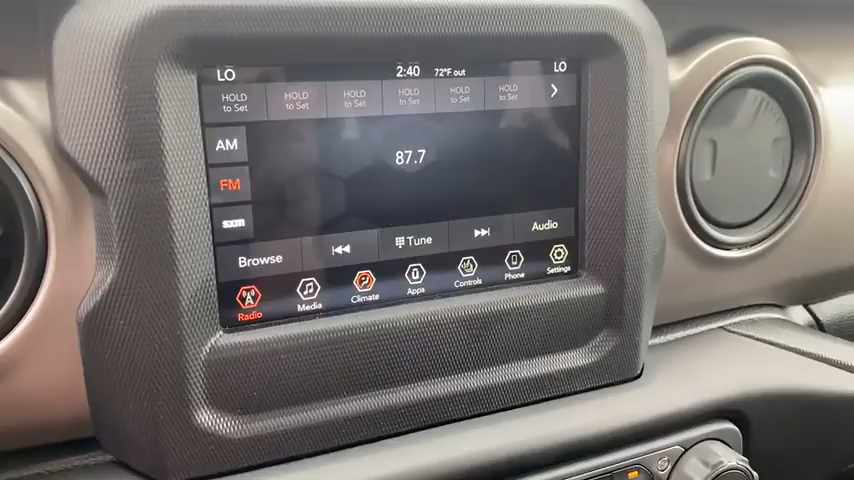 LO 2:40 72°F out LO
HOLD to Set HOLD to Set HOLD to Set HOLD to Set HOLD to Set HOLD to Set
AM
87.7
FM
sxm
Browse Tune Audio
Radio Media Climate Apps Controls Phone Settings